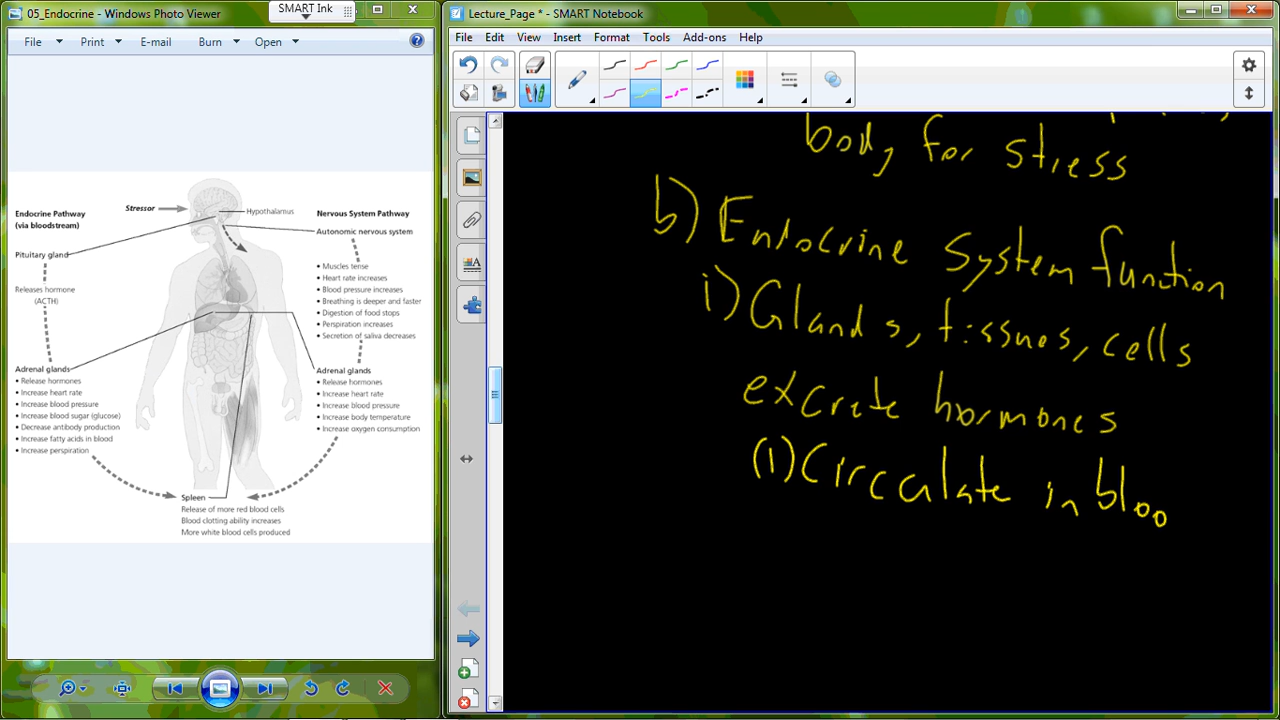 05_Endocrine - Windows Photo Viewer
SMART Ink
File Print E-mail Burn Open
Endocrine Pathway
(via bloodstream)
Stressor
Hypothalamus
Nervous System Pathway
Autonomic nervous system
Pituitary gland
Releases hormone
(ACTH)
• Muscles tense
• Heart rate increases
• Blood pressure increases
• Breathing is deeper and faster
• Digestion of food stops
• Perspiration increases
• Secretion of saliva decreases
Adrenal glands
• Release hormones
• Increase heart rate
• Increase blood pressure
• Increase blood sugar (glucose)
• Decrease antibody production
• Increase fatty acids in blood
• Increase perspiration
Adrenal glands
• Release hormones
• Increase heart rate
• Increase blood pressure
• Increase body temperature
• Increase oxygen consumption
Spleen
Release of more red blood cells
Blood clotting ability increases
More white blood cells produced
Lecture_Page * - SMART Notebook
File Edit View Insert Format Tools Add-ons Help
body for stress
b) Endocrine System function
i) Glands, tissues, cells
excrete hormones
(1) Circulate in bloo